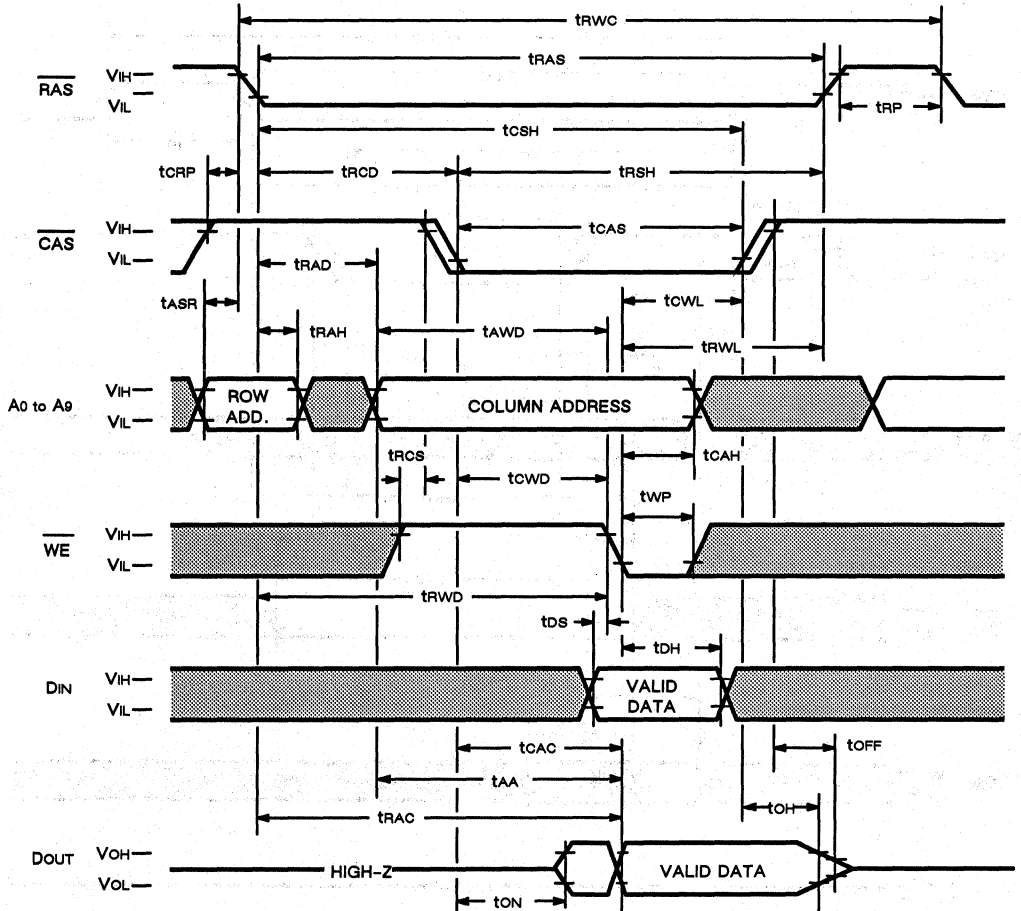 tRWC
tRAS
RAS VIH
VIL
tRP
tCSH
tCRP tRCD tRSH
CAS VIH
VIL
tCAS
tRAD
tASR tCWL
tRAH tAWD
tRWL
A0 to A9 VIH
VIL
ROW
ADD.
COLUMN ADDRESS
tRCS tCAH
tCWD
tWP
WE VIH
VIL
tRWD
tDS
tDH
DIN VIH
VIL
VALID
DATA
tCAC tOFF
tAA
tOH
tRAC
DOUT VOH
VOL
HIGH-Z VALID DATA
tON